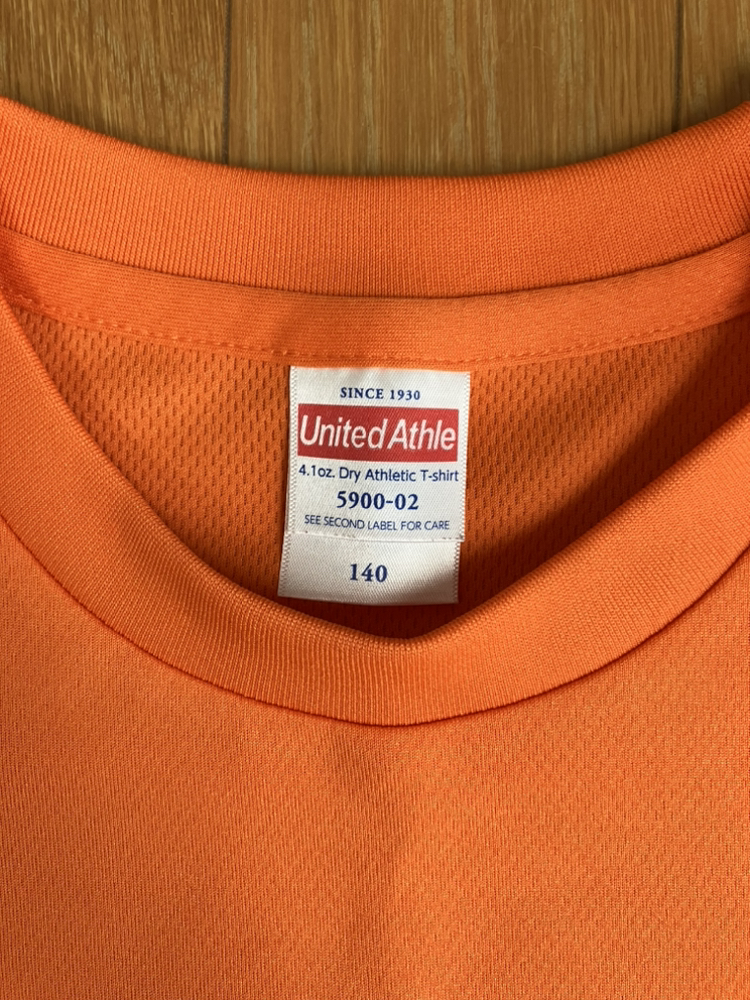 SINCE 1930
United Athle
4.1oz. Dry Athletic T-shirt
5900-02
SEE SECOND LABEL FOR CARE
140